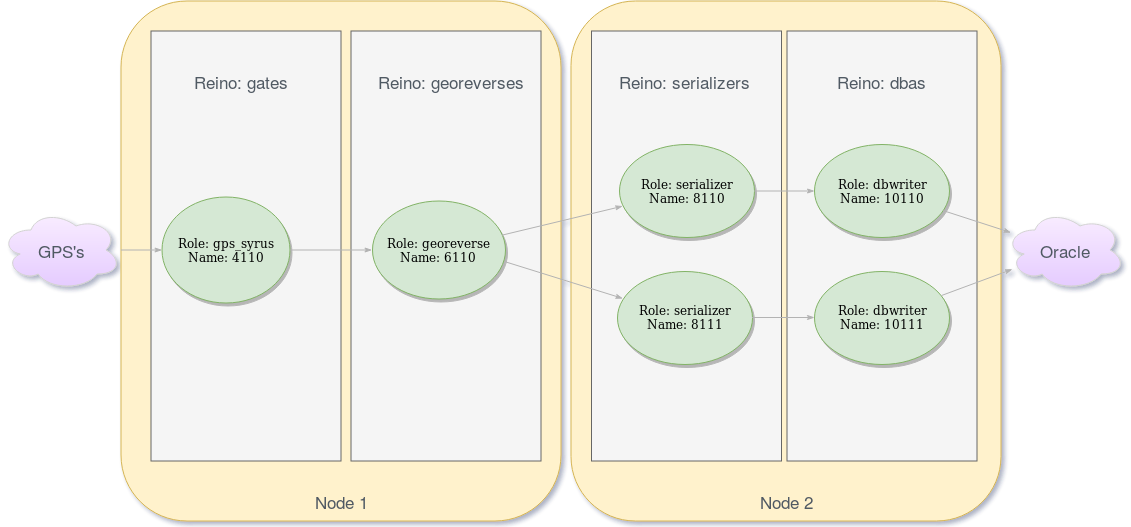 Reino: gates
Reino: georeverses
Reino: serializers
Reino: dbas
GPS's
Role: gps_syrus
Name: 4110
Role: georeverse
Name: 6110
Role: serializer
Name: 8110
Role: dbwriter
Name: 10110
Role: serializer
Name: 8111
Role: dbwriter
Name: 10111
Oracle
Node 1
Node 2